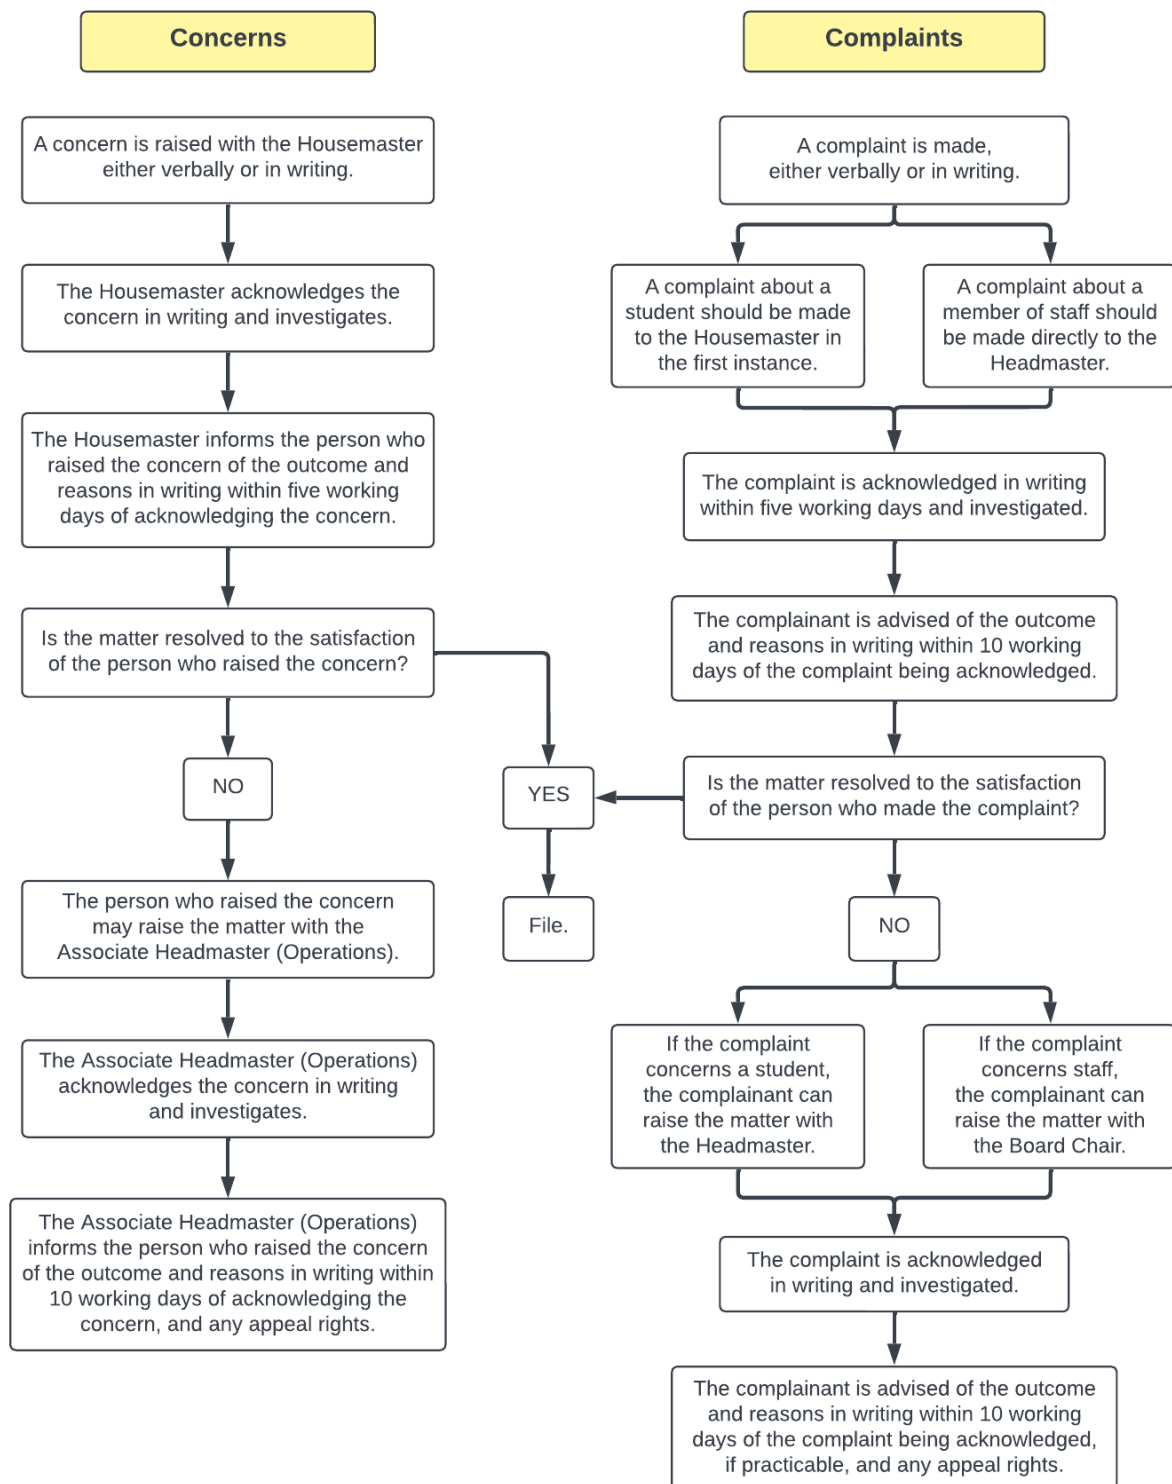 Concerns
A concern is raised with the Housemaster
either verbally or in writing.
The Housemaster acknowledges the
concern in writing and investigates.
The Housemaster informs the person who
raised the concern of the outcome and
reasons in writing within five working
days of acknowledging the concern.
Is the matter resolved to the satisfaction
of the person who raised the concern?
NO
The person who raised the concern
may raise the matter with the
Associate Headmaster (Operations).
The Associate Headmaster (Operations)
acknowledges the concern in writing
and investigates.
The Associate Headmaster (Operations)
informs the person who raised the concern
of the outcome and reasons in writing within
10 working days of acknowledging the
concern, and any appeal rights.
YES
File.
Complaints
A complaint is made,
either verbally or in writing.
A complaint about a
student should be made
to the Housemaster in
the first instance.
A complaint about a
member of staff should
be made directly to the
Headmaster.
The complaint is acknowledged in writing
within five working days and investigated.
The complainant is advised of the outcome
and reasons in writing within 10 working
days of the complaint being acknowledged.
Is the matter resolved to the satisfaction
of the person who made the complaint?
NO
If the complaint
concerns a student,
the complainant can
raise the matter with
the Headmaster.
If the complaint
concerns staff,
the complainant can
raise the matter with
the Board Chair.
The complaint is acknowledged
in writing and investigated.
The complainant is advised of the outcome
and reasons in writing within 10 working
days of the complaint being acknowledged,
if practicable, and any appeal rights.